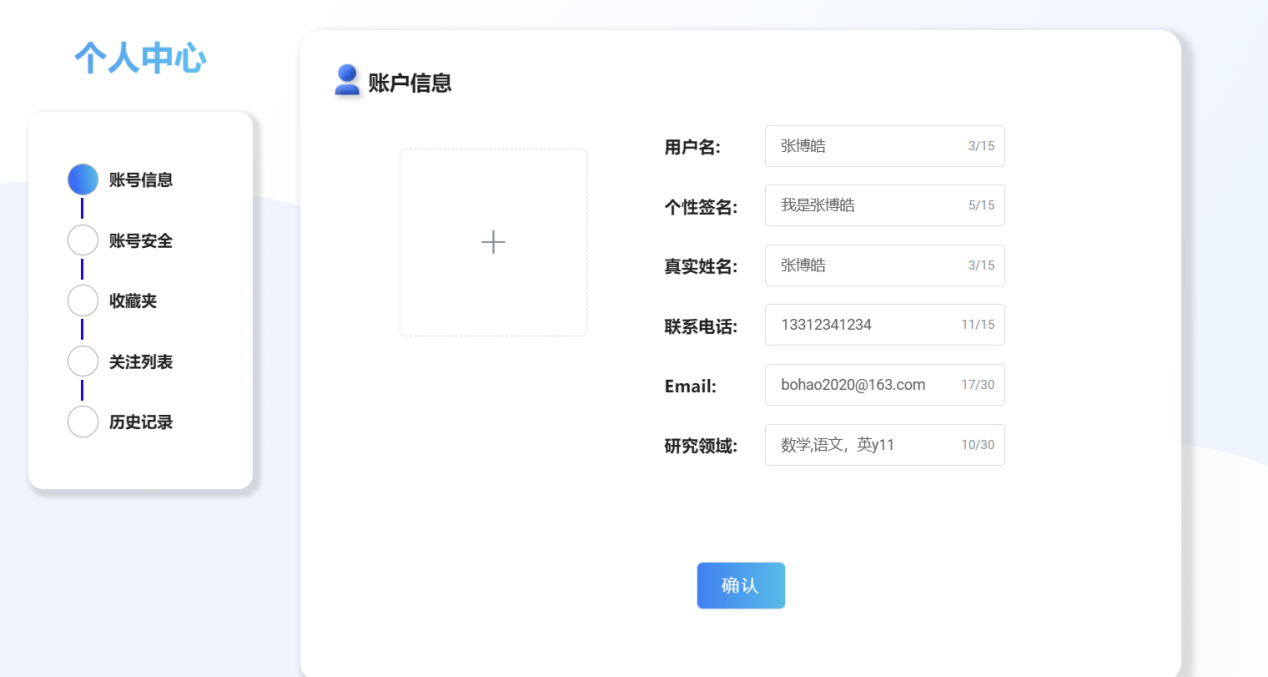 个人中心
账号信息
账号安全
收藏夹
关注列表
历史记录
账户信息
用户名: 张博皓 3/15
个性签名: 我是张博皓 5/15
真实姓名: 张博皓 3/15
联系电话: 13312341234 11/15
Email: bohao2020@163.com 17/30
研究领域: 数学,语文，英y11 10/30
确认